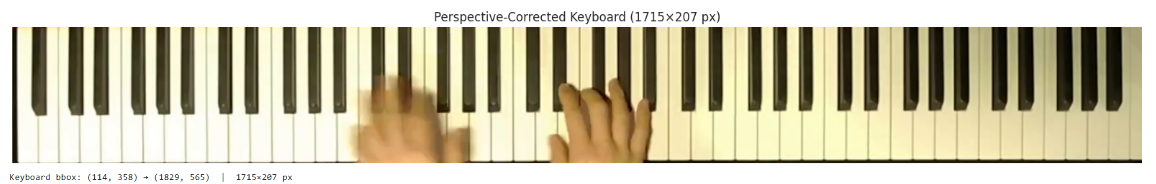 Perspective-Corrected Keyboard (1715×207 px)
Keyboard bbox: (114, 358) → (1829, 565)  |  1715×207 px